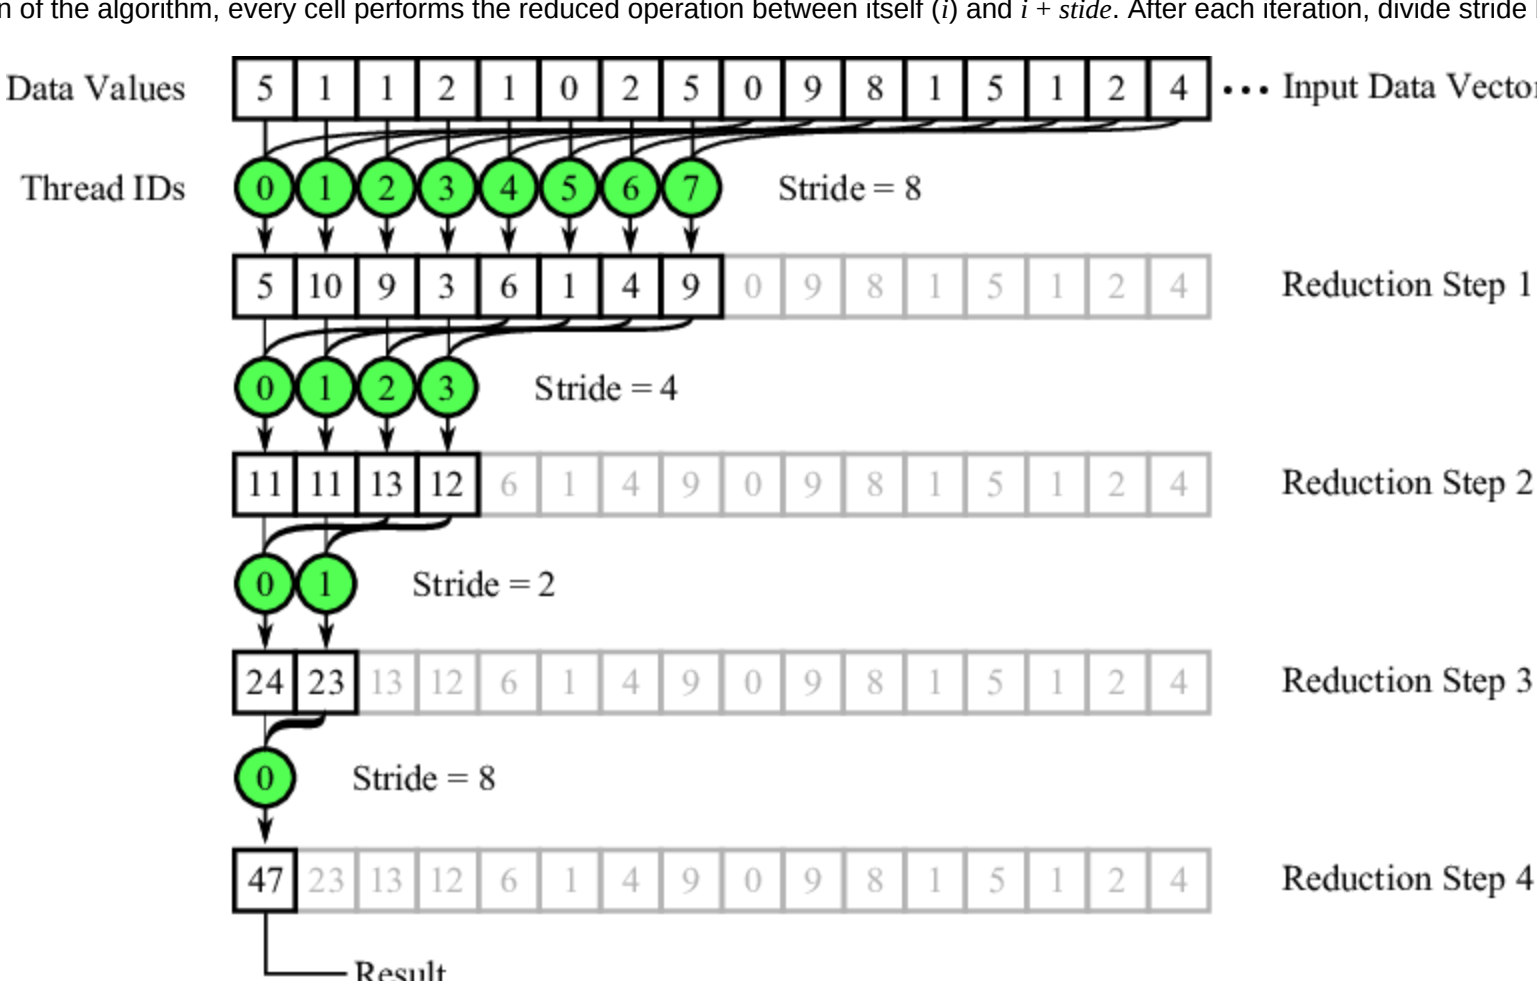 n of the algorithm, every cell performs the reduced operation between itself (i) and i + stide. After each iteration, divide stride
Data Values 5 1 1 2 1 0 2 5 0 9 8 1 5 1 2 4 ••• Input Data Vector
Thread IDs 0 1 2 3 4 5 6 7 Stride = 8
5 10 9 3 6 1 4 9 0 9 8 1 5 1 2 4 Reduction Step 1
0 1 2 3 Stride = 4
11 11 13 12 6 1 4 9 0 9 8 1 5 1 2 4 Reduction Step 2
0 1 Stride = 2
24 23 13 12 6 1 4 9 0 9 8 1 5 1 2 4 Reduction Step 3
0 Stride = 8
47 23 13 12 6 1 4 9 0 9 8 1 5 1 2 4 Reduction Step 4
Result